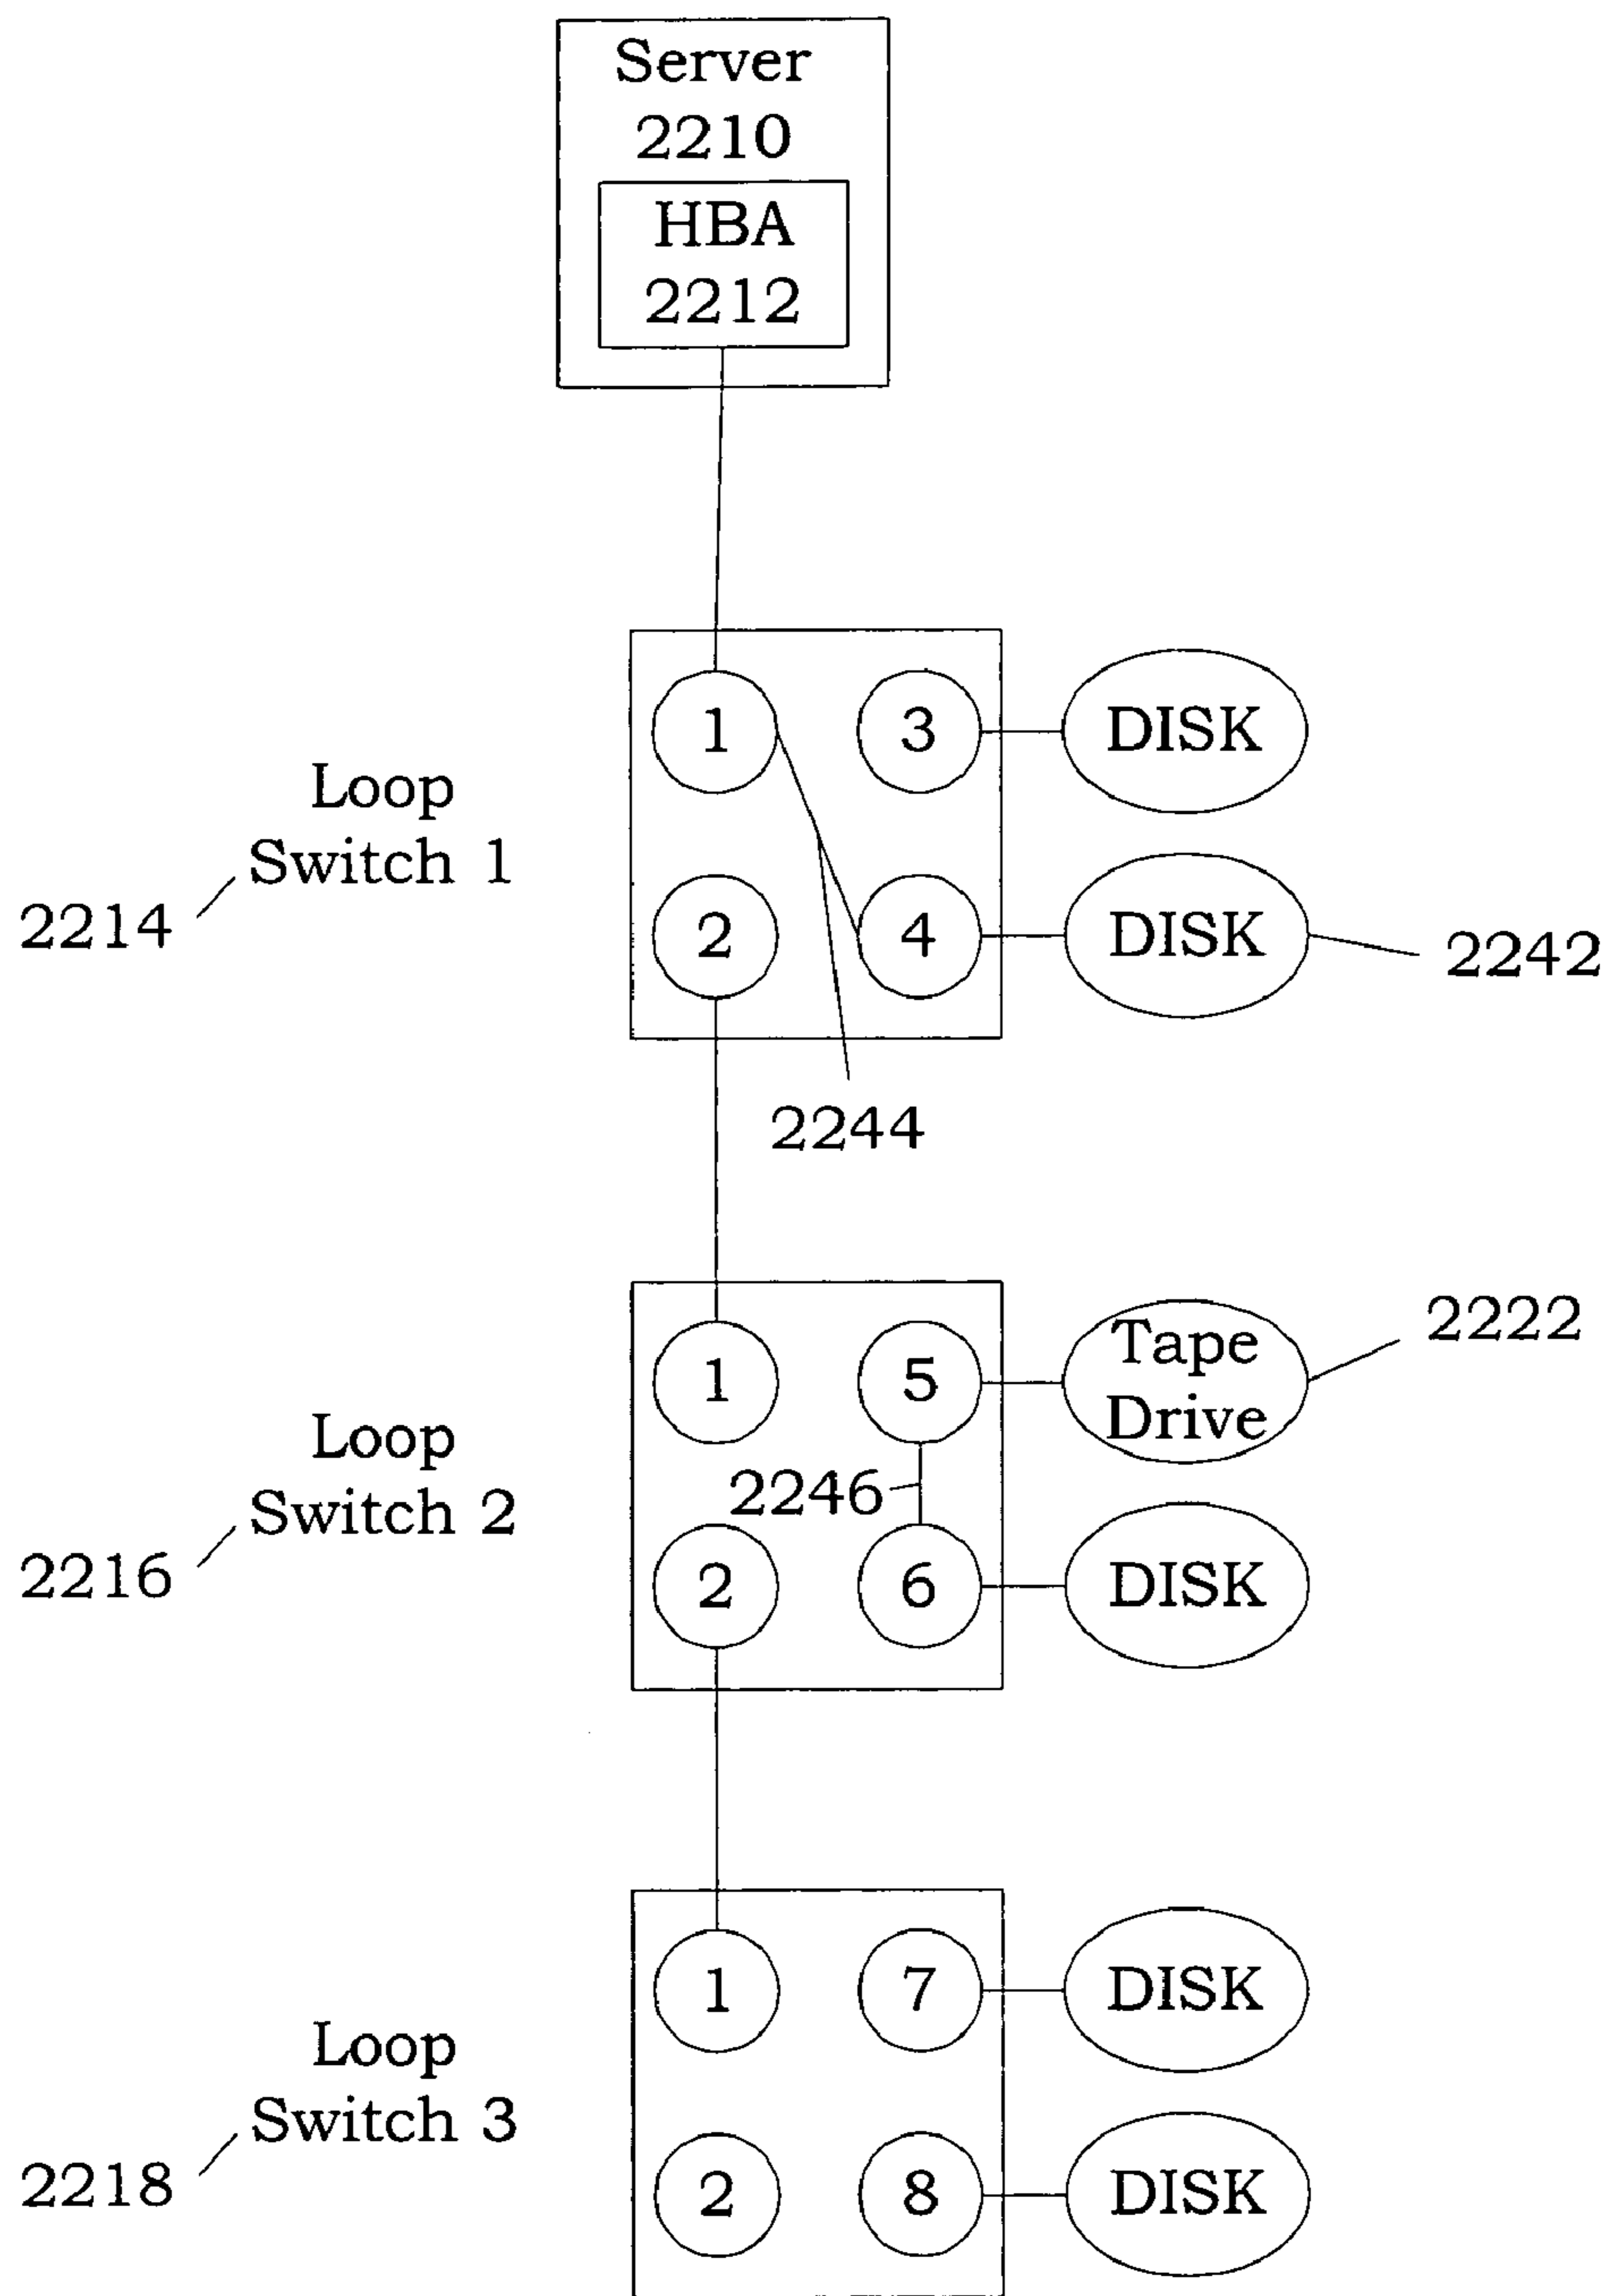 Server
2210
HBA
2212
1
3
DISK
Loop
Switch 1
2214
2
4
DISK
2242
2244
1
5
Tape
Drive
2222
Loop
Switch 2
2216
2246
2
6
DISK
1
7
DISK
Loop
Switch 3
2218
2
8
DISK